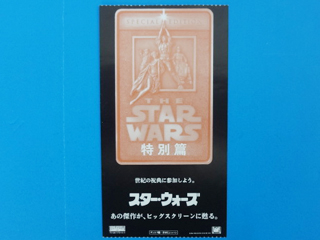 THE
STAR
WARS
特別篇
世紀の祝典に参加しよう。
スター・ウォーズ
あの傑作が、ビッグスクリーンに甦る。